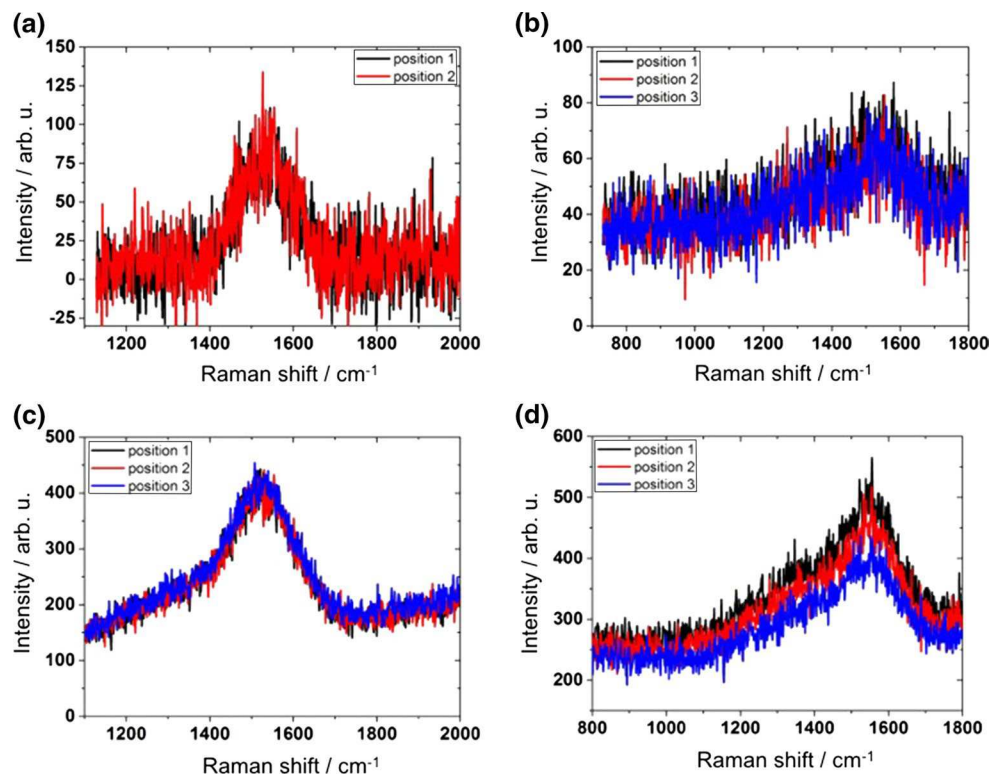 (a)
150
125
100
75
50
25
0
-25
Intensity / arb. u.
position 1
position 2
1200 1400 1600 1800 2000
Raman shift / cm-1
(b)
100
80
60
40
20
0
Intensity / arb. u.
position 1
position 2
position 3
800 1000 1200 1400 1600 1800
Raman shift / cm-1
(c)
500
400
300
200
100
0
Intensity / arb. u.
position 1
position 2
position 3
1200 1400 1600 1800 2000
Raman shift / cm-1
(d)
600
500
400
300
200
Intensity / arb. u.
position 1
position 2
position 3
800 1000 1200 1400 1600 1800
Raman shift / cm-1